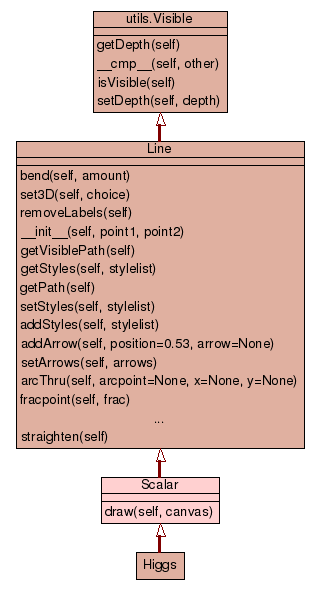 utils.Visible
getDepth(self)
__cmp__(self, other)
isVisible(self)
setDepth(self, depth)
Line
bend(self, amount)
set3D(self, choice)
removeLabels(self)
__init__(self, point1, point2)
getVisiblePath(self)
getStyles(self, stylelist)
getPath(self)
setStyles(self, stylelist)
addStyles(self, stylelist)
addArrow(self, position=0.53, arrow=None)
setArrows(self, arrows)
arcThru(self, arcpoint=None, x=None, y=None)
fracpoint(self, frac)
...
straighten(self)
Scalar
draw(self, canvas)
Higgs